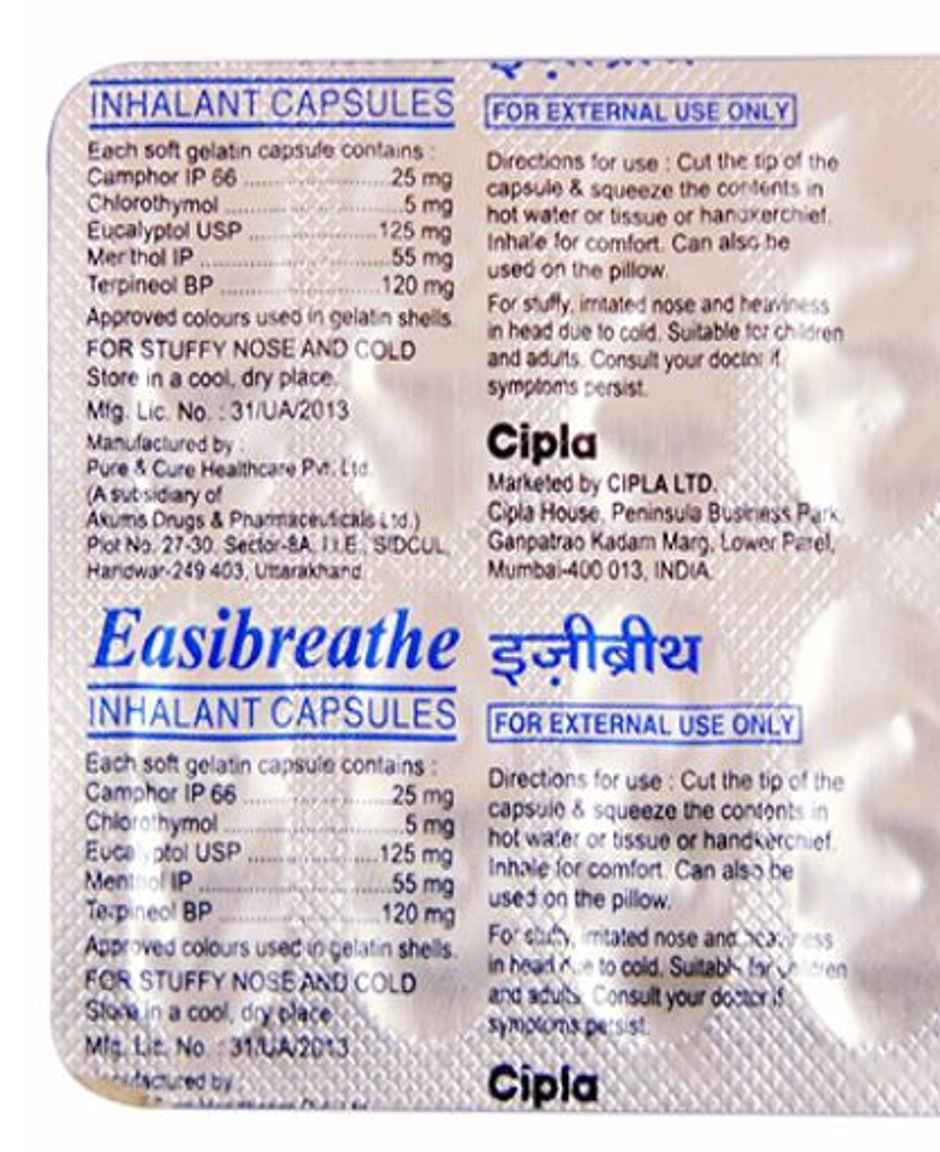 INHALANT CAPSULES
Each soft gelatin capsule contains :
Camphor IP 66 ..................... 25 mg
Chlorothymol ........................ 5 mg
Eucalyptol USP ................... 125 mg
Menthol IP ........................... 55 mg
Terpineol BP ....................... 120 mg
Approved colours used in gelatin shells.
FOR STUFFY NOSE AND COLD
Store in a cool, dry place.
Mfg. Lic. No. : 31/UA/2013
Manufactured by :
Pure & Cure Healthcare Pvt. Ltd.
(A subsidiary of
Akums Drugs & Pharmaceuticals Ltd.)
Plot No. 27-30, Sector-8A, I.I.E., SIDCUL,
Haridwar-249 403, Uttarakhand.
FOR EXTERNAL USE ONLY
Directions for use : Cut the tip of the
capsule & squeeze the contents in
hot water or tissue or handkerchief.
Inhale for comfort. Can also be
used on the pillow.
For stuffy, irritated nose and heaviness
in head due to cold. Suitable for children
and adults. Consult your doctor if
symptoms persist.
Cipla
Marketed by CIPLA LTD.
Cipla House, Peninsula Business Park,
Ganpatrao Kadam Marg, Lower Parel,
Mumbai-400 013, INDIA.
Easibreathe
INHALANT CAPSULES
Each soft gelatin capsule contains :
Camphor IP 66 ..................... 25 mg
Chlorothymol ........................ 5 mg
Eucalyptol USP ................... 125 mg
Menthol IP ........................... 55 mg
Terpineol BP ....................... 120 mg
Approved colours used in gelatin shells.
FOR STUFFY NOSE AND COLD
Store in a cool, dry place
Mfg. Lic. No. : 31/UA/2013
Manufactured by :
इज़ीब्रीथ
FOR EXTERNAL USE ONLY
Directions for use : Cut the tip of the
capsule & squeeze the contents in
hot water or tissue or handkerchief.
Inhale for comfort. Can also be
used on the pillow.
For stuffy, irritated nose and heaviness
in head due to cold. Suitable for children
and adults. Consult your doctor if
symptoms persist.
Cipla